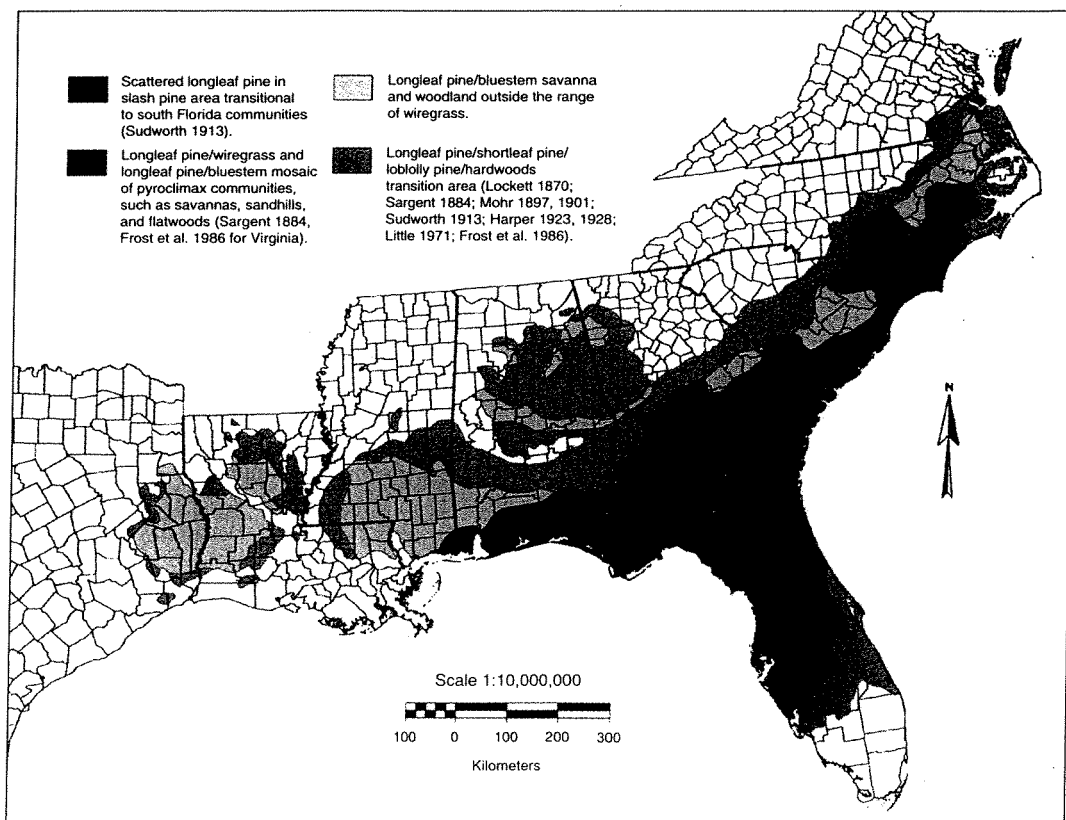 Scattered longleaf pine in
slash pine area transitional
to south Florida communities
(Sudworth 1913).
Longleaf pine/wiregrass and
longleaf pine/bluestem mosaic
of pyroclimax communities,
such as savannas, sandhills,
and flatwoods (Sargent 1884,
Frost et al. 1986 for Virginia).
Longleaf pine/bluestem savanna
and woodland outside the range
of wiregrass.
Longleaf pine/shortleaf pine/
loblolly pine/hardwoods
transition area (Lockett 1870;
Sargent 1884; Mohr 1897, 1901;
Sudworth 1913; Harper 1923, 1928;
Little 1971; Frost et al. 1986).
N
Scale 1:10,000,000
100 0 100 200 300
Kilometers